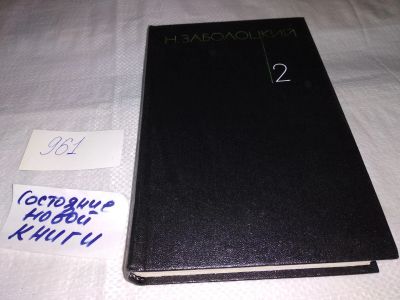 Н. ЗАБОЛОЦКИЙ
2
961
Состояние
новой
книги